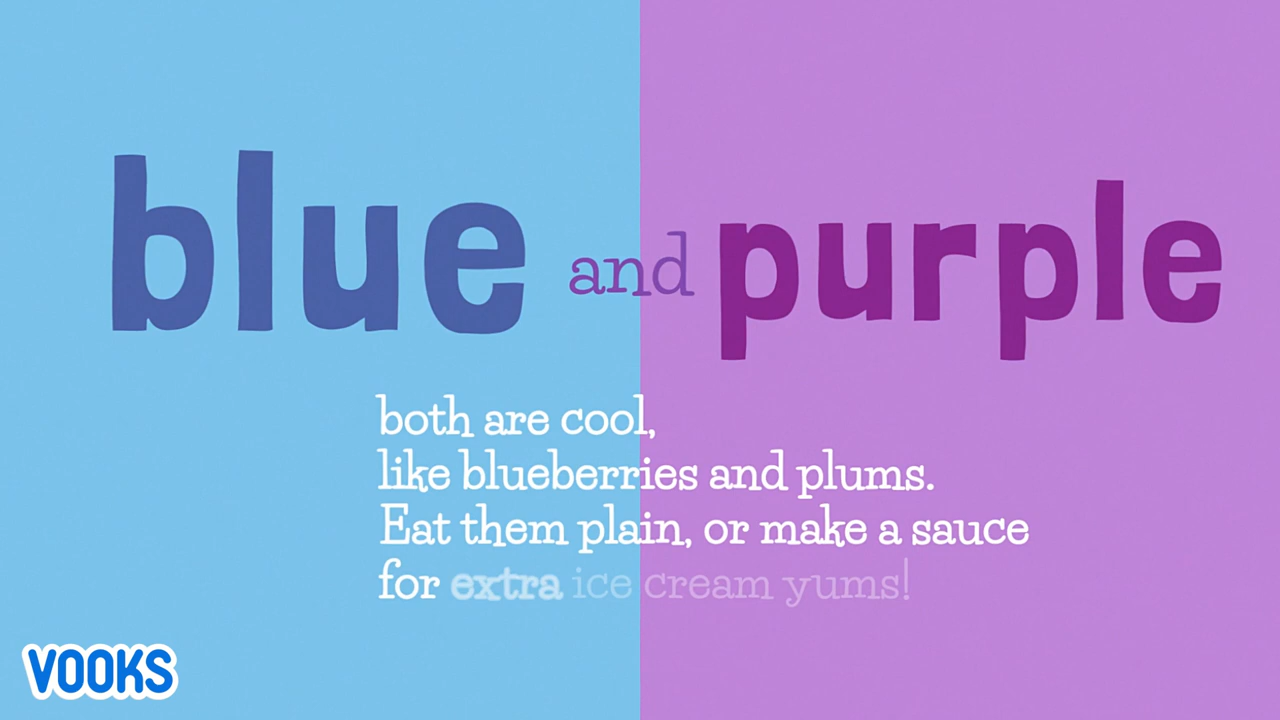 blue and purple
both are cool,
like blueberries and plums.
Eat them plain, or make a sauce
for extra ice cream yums!
VOOKS